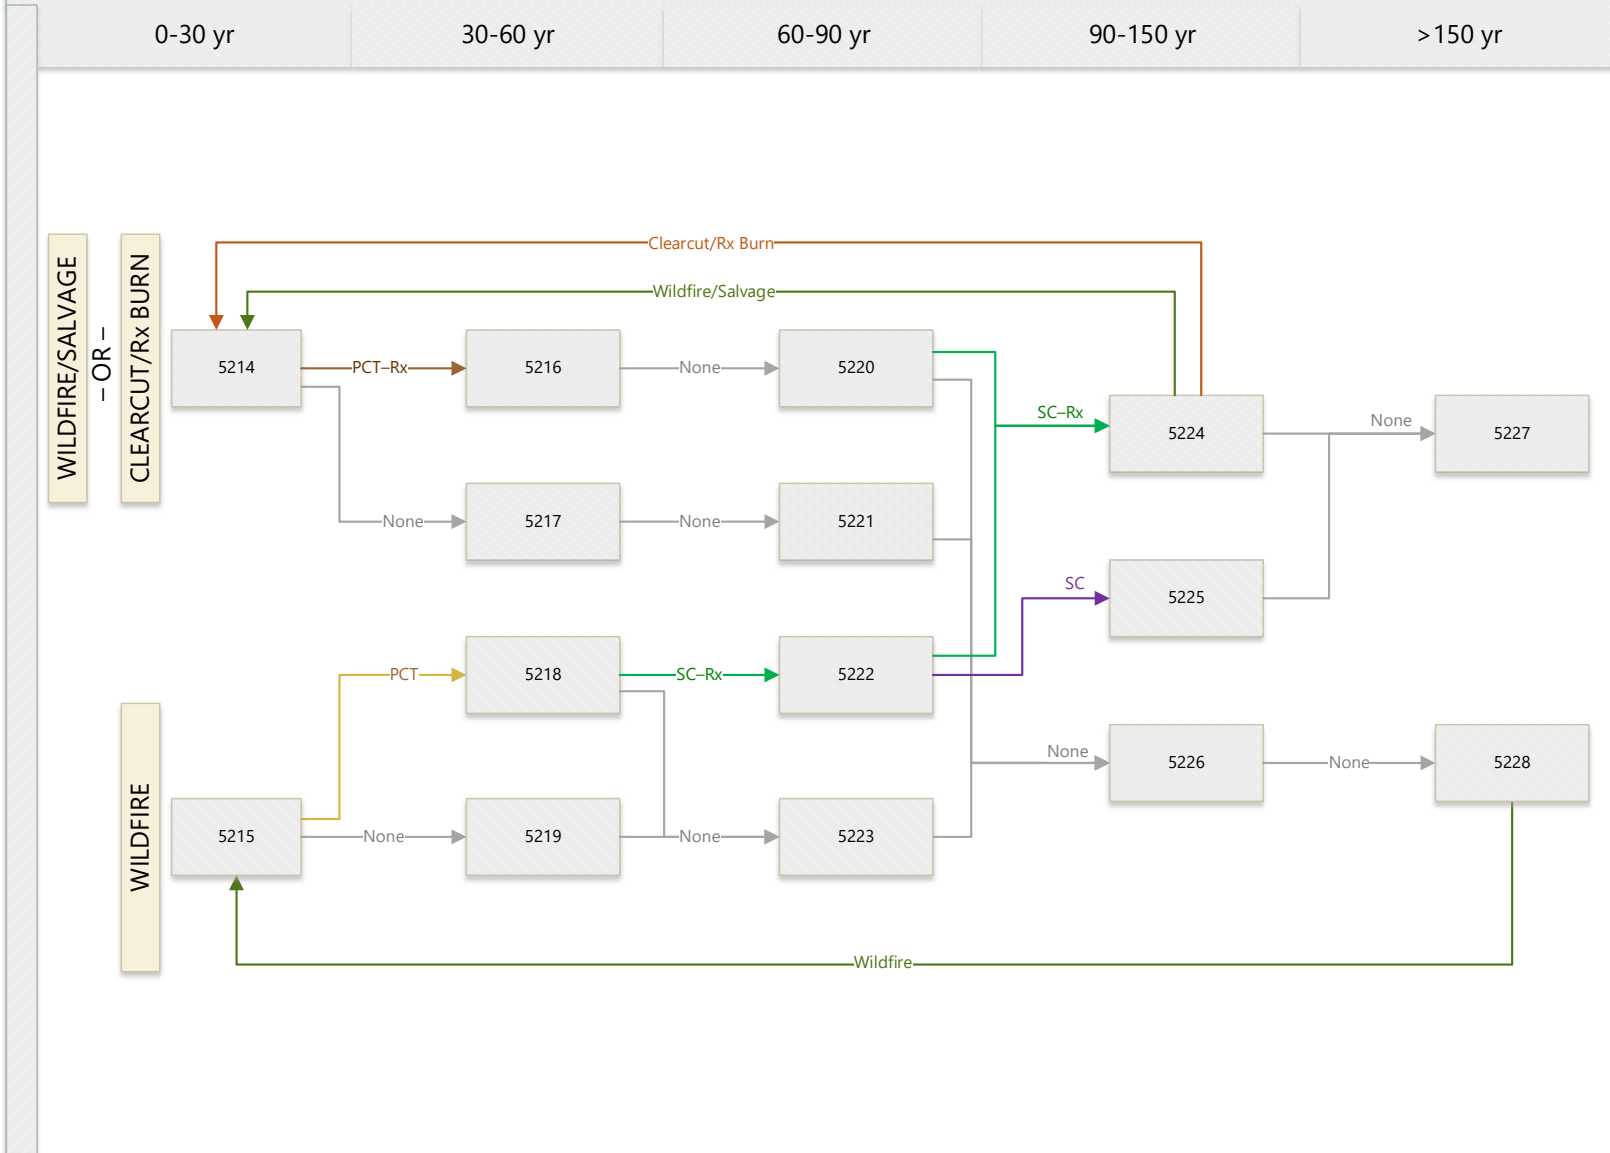 0-30 yr
30-60 yr
60-90 yr
90-150 yr
>150 yr
Clearcut/Rx Burn
Wildfire/Salvage
WILDFIRE/SALVAGE
– OR –
CLEARCUT/Rx BURN
5214
PCT–Rx
5216
None
5220
SC–Rx
5224
None
5227
None
5217
None
5221
SC
5225
PCT
5218
SC–Rx
5222
None
5226
None
5228
WILDFIRE
5215
None
5219
None
5223
Wildfire